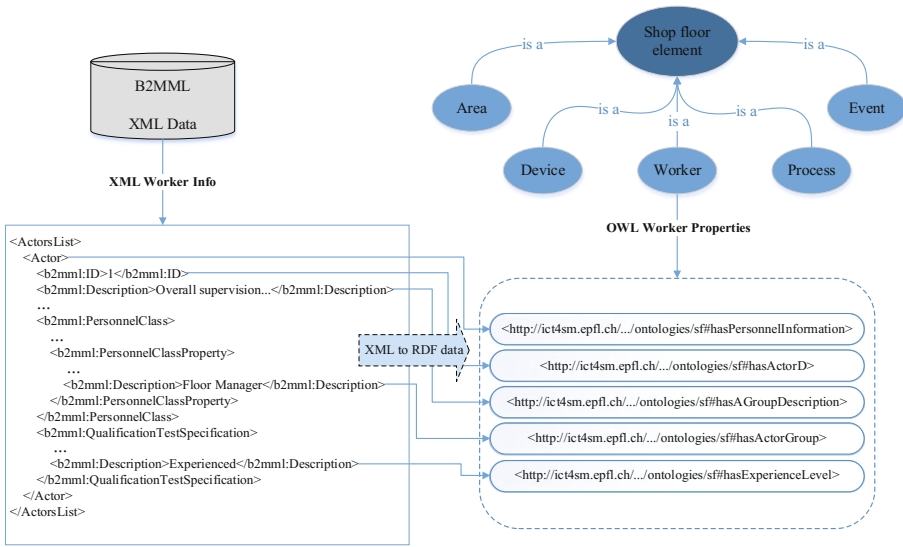 B2MML
XML Data
XML Worker Info
Shop floor
element
is a
is a
Area
Event
is a
is a
is a
Device
Worker
Process
OWL Worker Properties
<ActorsList>
<Actor>
<b2mml:ID>1</b2mml:ID>
<b2mml:Description>Overall supervision...</b2mml:Description>
...
<b2mml:PersonnelClass>
...
<b2mml:PersonnelClassProperty>
...
<b2mml:Description>Floor Manager</b2mml:Description>
</b2mml:PersonnelClassProperty>
</b2mml:PersonnelClass>
<b2mml:QualificationTestSpecification>
...
<b2mml:Description>Experienced</b2mml:Description>
</b2mml:QualificationTestSpecification>
</Actor>
</ActorsList>
XML to RDF data
<http://ict4sm.epfl.ch/.../ontologies/sf#hasPersonnelInformation>
<http://ict4sm.epfl.ch/.../ontologies/sf#hasActorD>
<http://ict4sm.epfl.ch/.../ontologies/sf#hasAGroupDescription>
<http://ict4sm.epfl.ch/.../ontologies/sf#hasActorGroup>
<http://ict4sm.epfl.ch/.../ontologies/sf#hasExperienceLevel>